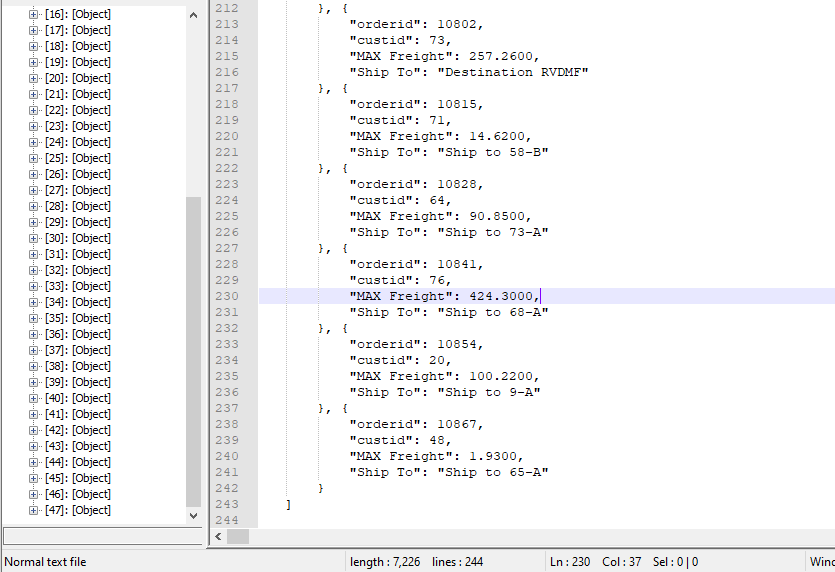 [16]: [Object]
[17]: [Object]
[18]: [Object]
[19]: [Object]
[20]: [Object]
[21]: [Object]
[22]: [Object]
[23]: [Object]
[24]: [Object]
[25]: [Object]
[26]: [Object]
[27]: [Object]
[28]: [Object]
[29]: [Object]
[30]: [Object]
[31]: [Object]
[32]: [Object]
[33]: [Object]
[34]: [Object]
[35]: [Object]
[36]: [Object]
[37]: [Object]
[38]: [Object]
[39]: [Object]
[40]: [Object]
[41]: [Object]
[42]: [Object]
[43]: [Object]
[44]: [Object]
[45]: [Object]
[46]: [Object]
[47]: [Object]
212 }, {
213 "orderid": 10802,
214 "custid": 73,
215 "MAX Freight": 257.2600,
216 "Ship To": "Destination RVDMF"
217 }, {
218 "orderid": 10815,
219 "custid": 71,
220 "MAX Freight": 14.6200,
221 "Ship To": "Ship to 58-B"
222 }, {
223 "orderid": 10828,
224 "custid": 64,
225 "MAX Freight": 90.8500,
226 "Ship To": "Ship to 73-A"
227 }, {
228 "orderid": 10841,
229 "custid": 76,
230 "MAX Freight": 424.3000,
231 "Ship To": "Ship to 68-A"
232 }, {
233 "orderid": 10854,
234 "custid": 20,
235 "MAX Freight": 100.2200,
236 "Ship To": "Ship to 9-A"
237 }, {
238 "orderid": 10867,
239 "custid": 48,
240 "MAX Freight": 1.9300,
241 "Ship To": "Ship to 65-A"
242 }
243 ]
244
Normal text file length : 7,226 lines : 244 Ln : 230 Col : 37 Sel : 0 | 0 Wind